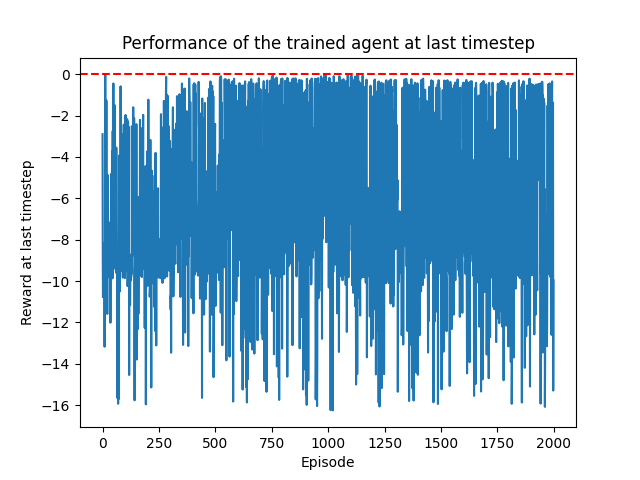 Performance of the trained agent at last timestep
Reward at last timestep
0
−2
−4
−6
−8
−10
−12
−14
−16
0 250 500 750 1000 1250 1500 1750 2000
Episode